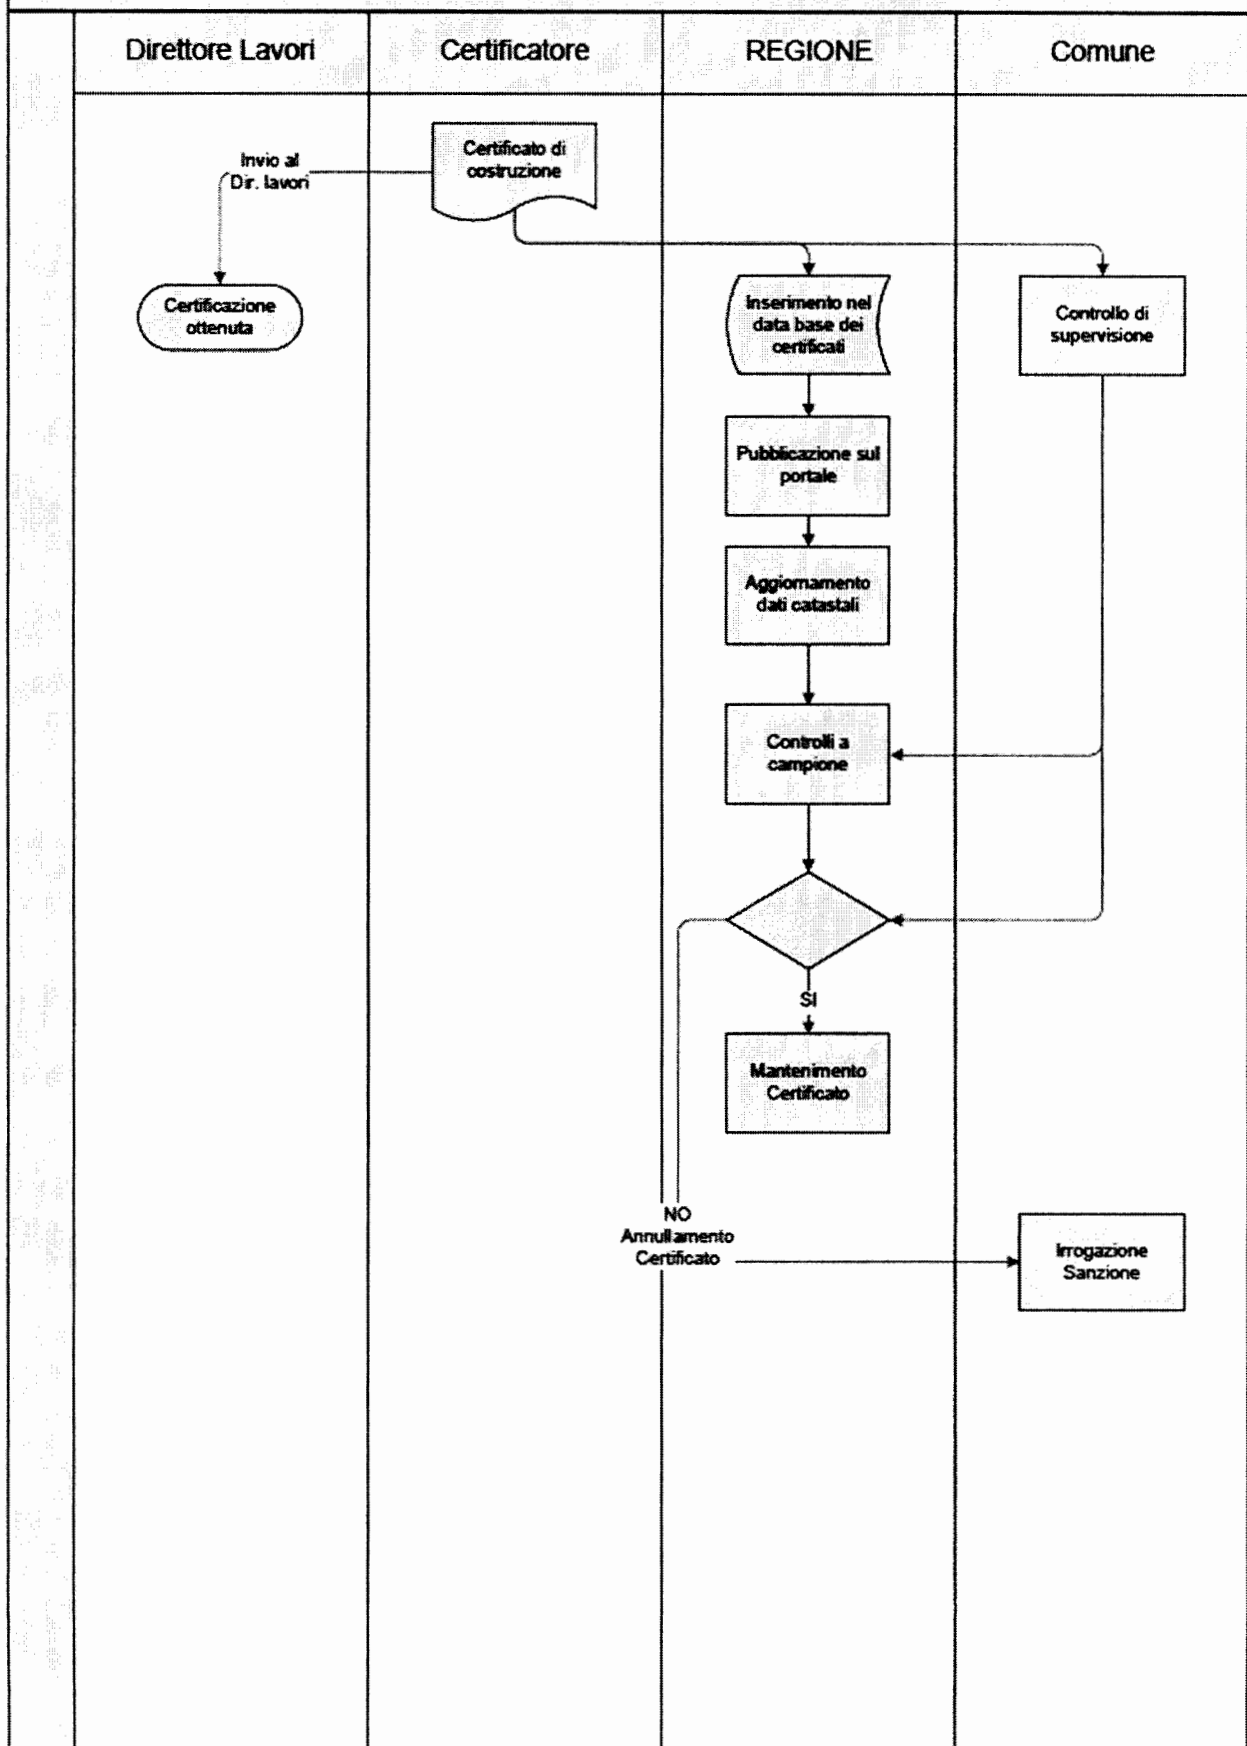 Direttore Lavori
Certificatore
REGIONE
Comune
Certificato di
costruzione
Invio al
Dir. lavori
Certificazione
ottenuta
Inserimento nel
data base dei
certificati
Controllo di
supervisione
Pubblicazione sul
portale
Aggiornamento
dati catastali
Controlli a
campione
SI
Mantenimento
Certificato
NO
Annullamento
Certificato
Irrogazione
Sanzione